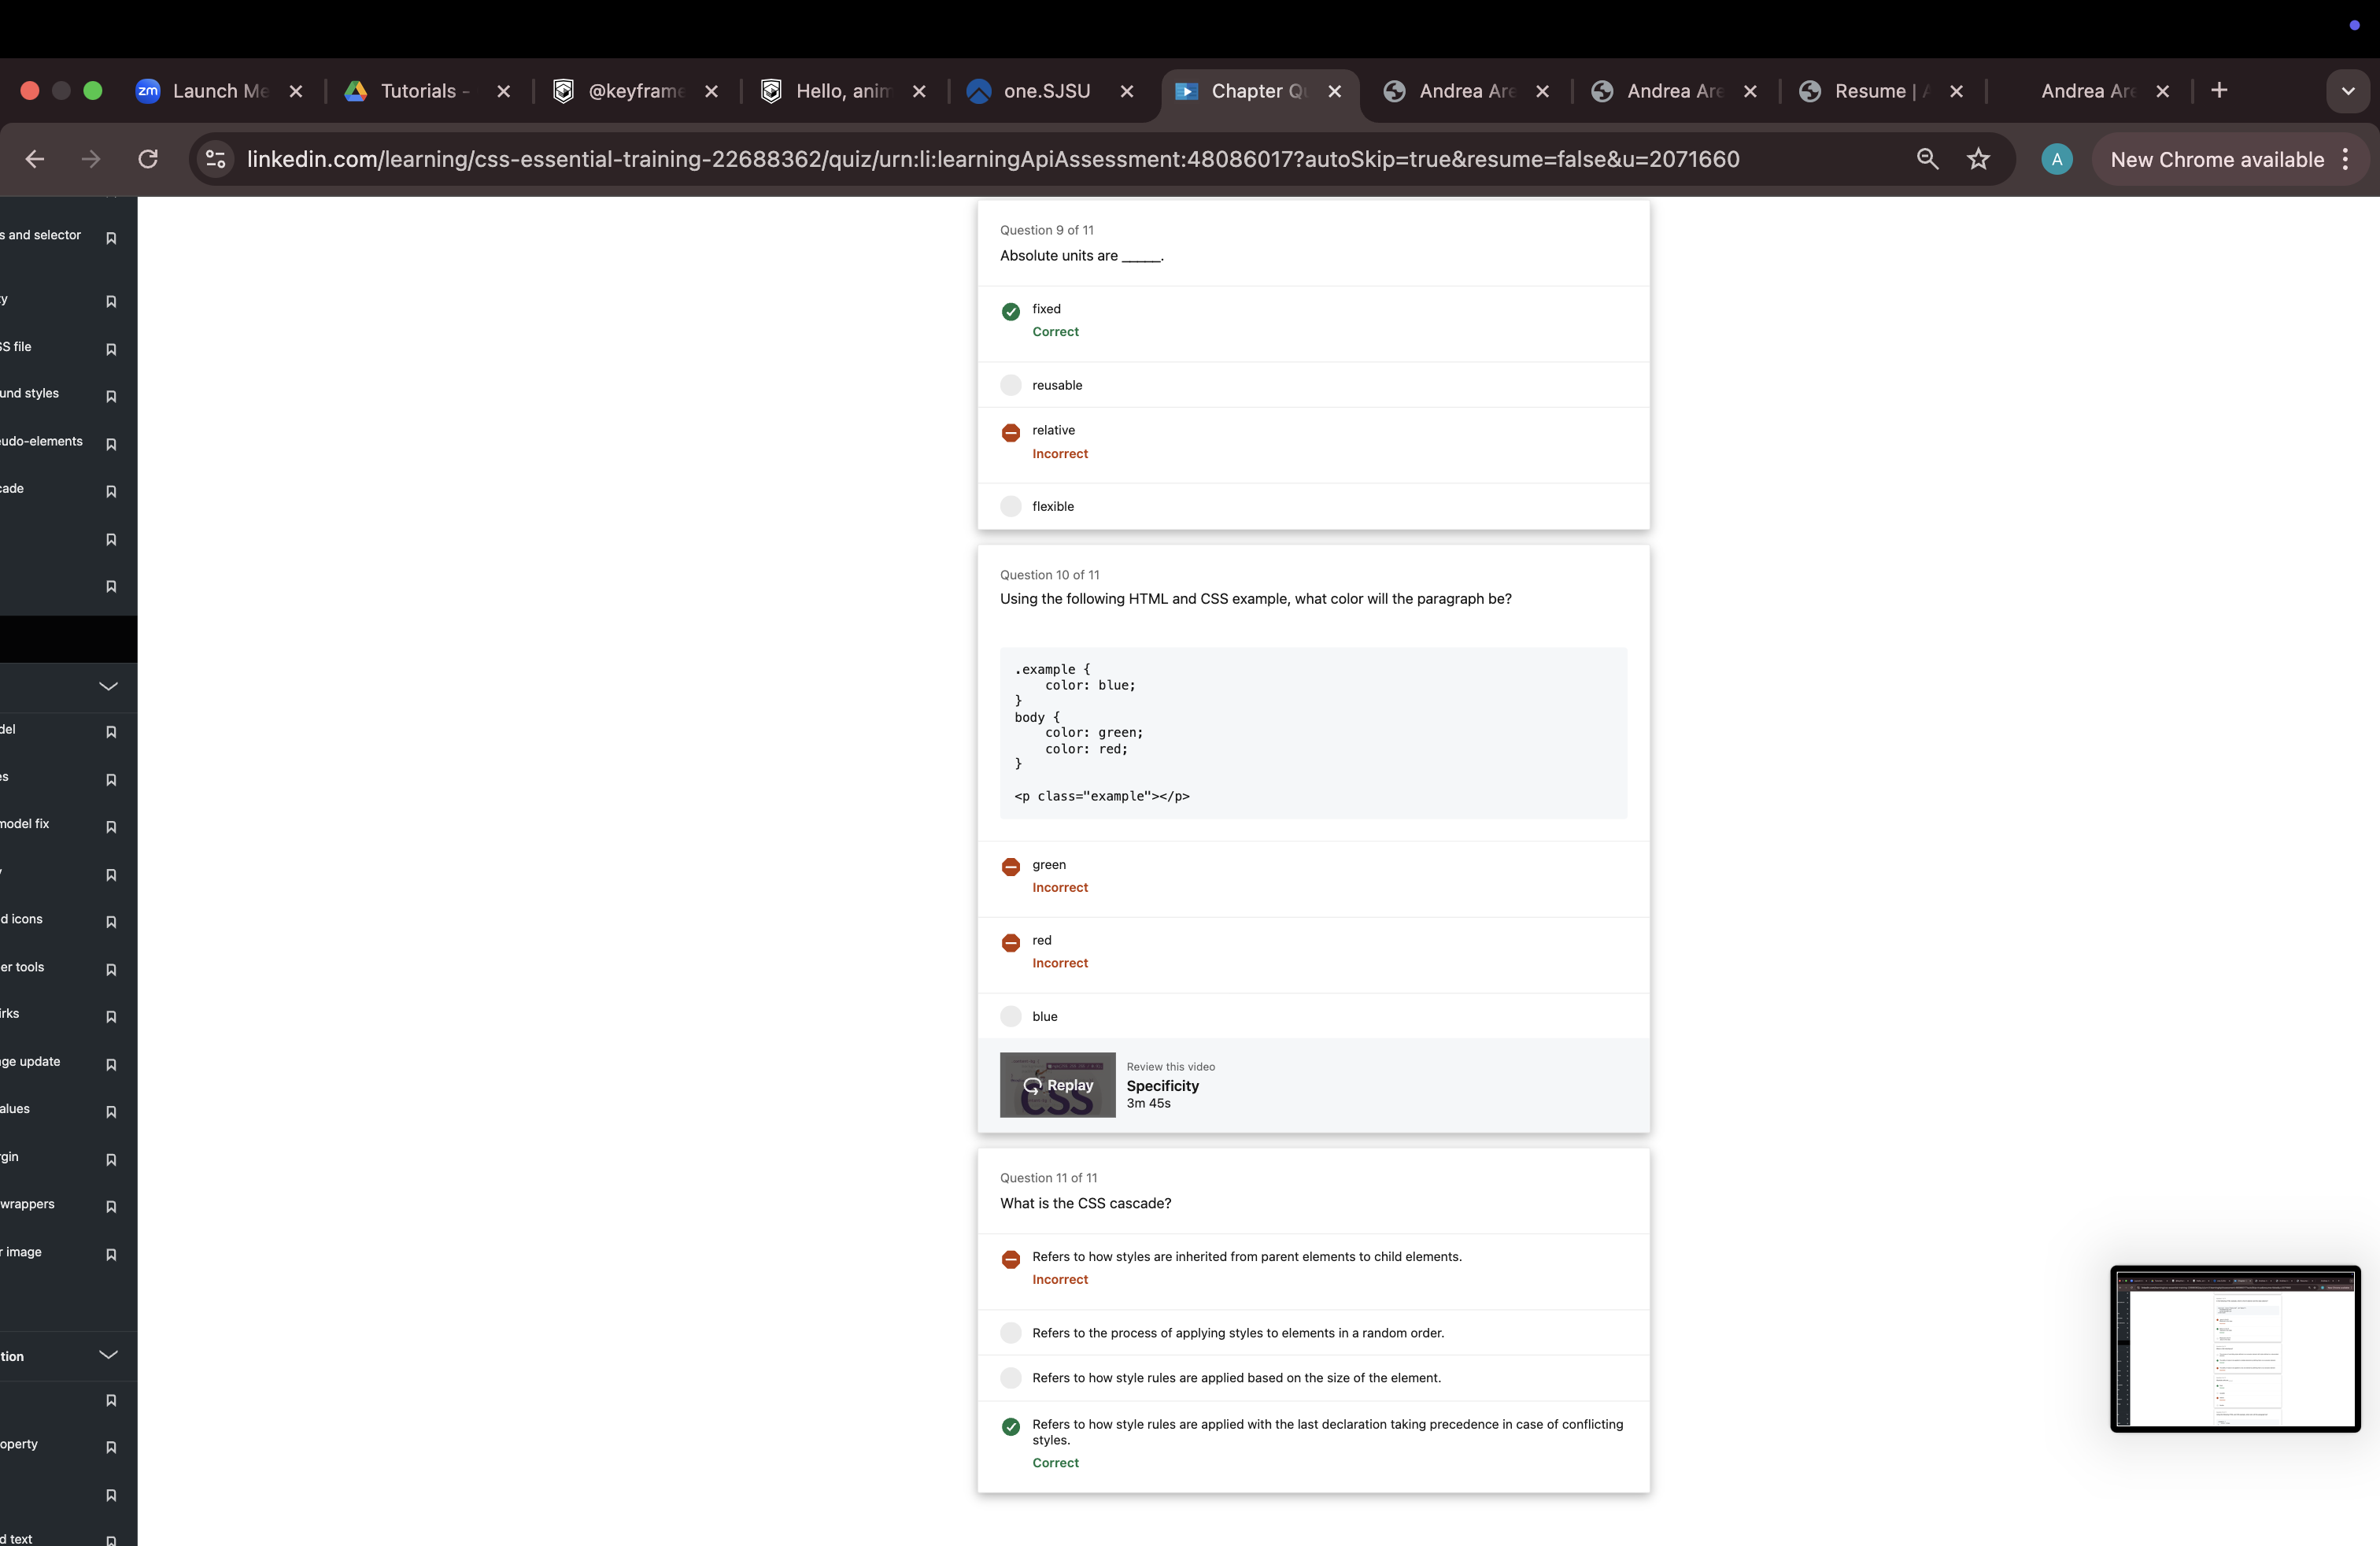 Launch Me
Tutorials -
@keyframe
Hello, anim
one.SJSU
Chapter Qu
Andrea Are
Andrea Are
Resume | A
Andrea Are
linkedin.com/learning/css-essential-training-22688362/quiz/urn:li:learningApiAssessment:48086017?autoSkip=true&resume=false&u=2071660
A
New Chrome available
s and selector
y
SS file
und styles
eudo-elements
cade
del
es
model fix
y
d icons
er tools
irks
age update
alues
rgin
wrappers
r image
tion
operty
d text
Question 9 of 11
Absolute units are _____.
fixed
Correct
reusable
relative
Incorrect
flexible
Question 10 of 11
Using the following HTML and CSS example, what color will the paragraph be?
.example {
    color: blue;
}
body {
    color: green;
    color: red;
}
<p class="example"></p>
green
Incorrect
red
Incorrect
blue
Replay
CSS
Review this video
Specificity
3m 45s
Question 11 of 11
What is the CSS cascade?
Refers to how styles are inherited from parent elements to child elements.
Incorrect
Refers to the process of applying styles to elements in a random order.
Refers to how style rules are applied based on the size of the element.
Refers to how style rules are applied with the last declaration taking precedence in case of conflicting
styles.
Correct